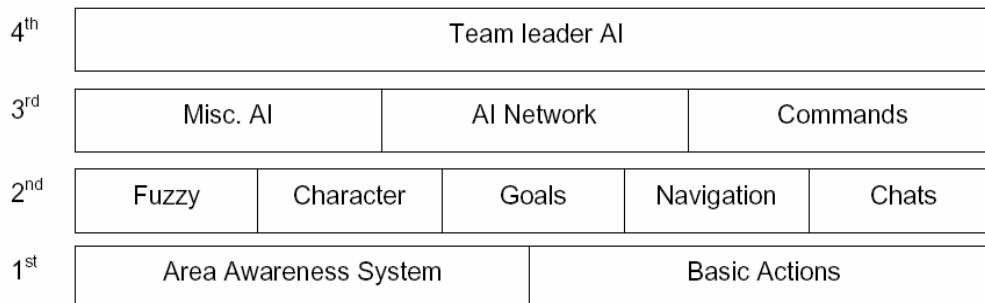 4th Team leader AI
3rd Misc. AI AI Network Commands
2nd Fuzzy Character Goals Navigation Chats
1st Area Awareness System Basic Actions